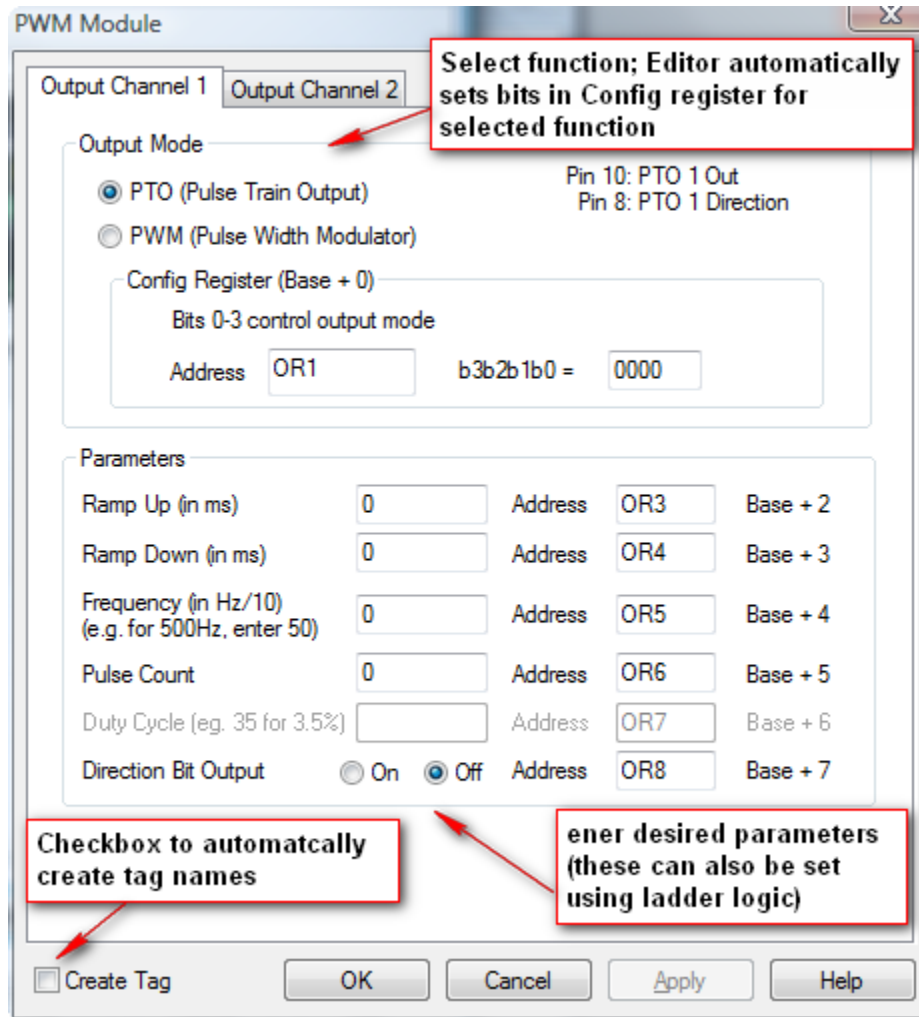 PWM Module
Select function; Editor automatically
sets bits in Config register for
selected function
Output Channel 1
Output Channel 2
Output Mode
PTO (Pulse Train Output)
Pin 10: PTO 1 Out
Pin 8: PTO 1 Direction
PWM (Pulse Width Modulator)
Config Register (Base + 0)
Bits 0-3 control output mode
Address OR1 b3b2b1b0 = 0000
Parameters
Ramp Up (in ms) 0 Address OR3 Base + 2
Ramp Down (in ms) 0 Address OR4 Base + 3
Frequency (in Hz/10)
(e.g. for 500Hz, enter 50) 0 Address OR5 Base + 4
Pulse Count 0 Address OR6 Base + 5
Duty Cycle (eg. 35 for 3.5%) Address OR7 Base + 6
Direction Bit Output On Off Address OR8 Base + 7
Checkbox to automatcally
create tag names
ener desired parameters
(these can also be set
using ladder logic)
Create Tag OK Cancel Apply Help